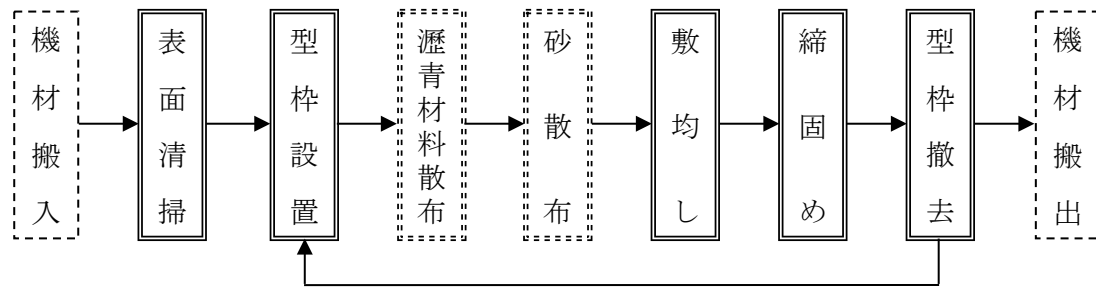 機材搬入
表面清掃
型枠設置
瀝青材料散布
砂散布
敷均し
締固め
型枠撤去
機材搬出